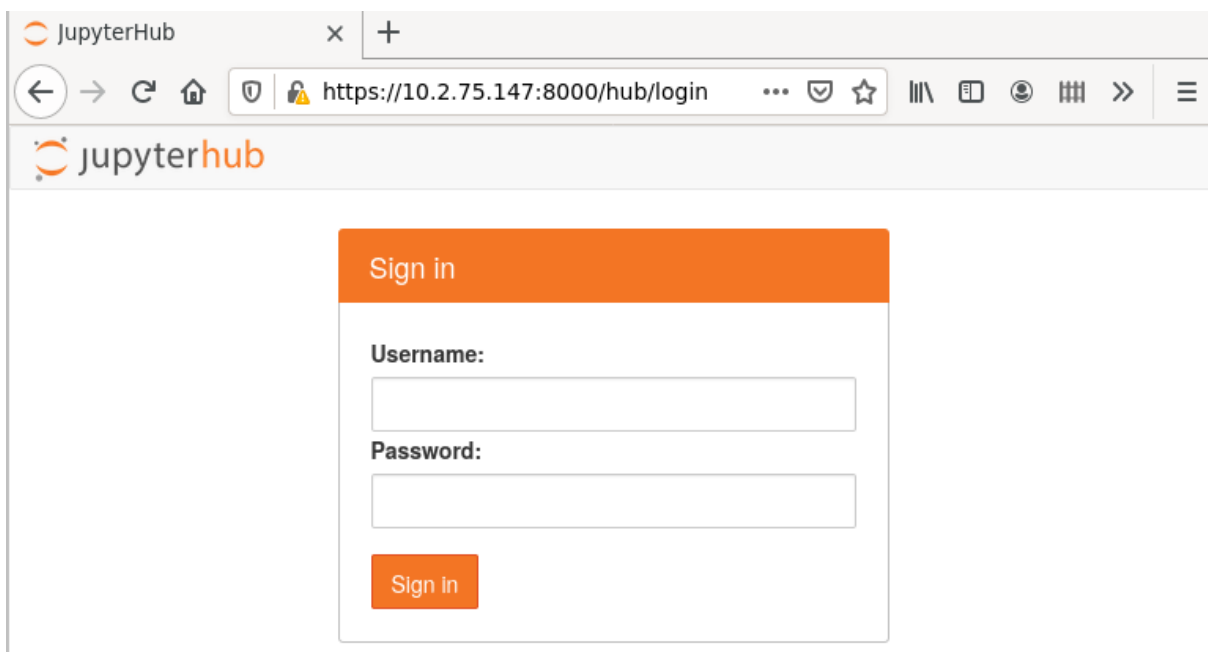 JupyterHub
https://10.2.75.147:8000/hub/login
jupyterhub
Sign in
Username:
Password:
Sign in